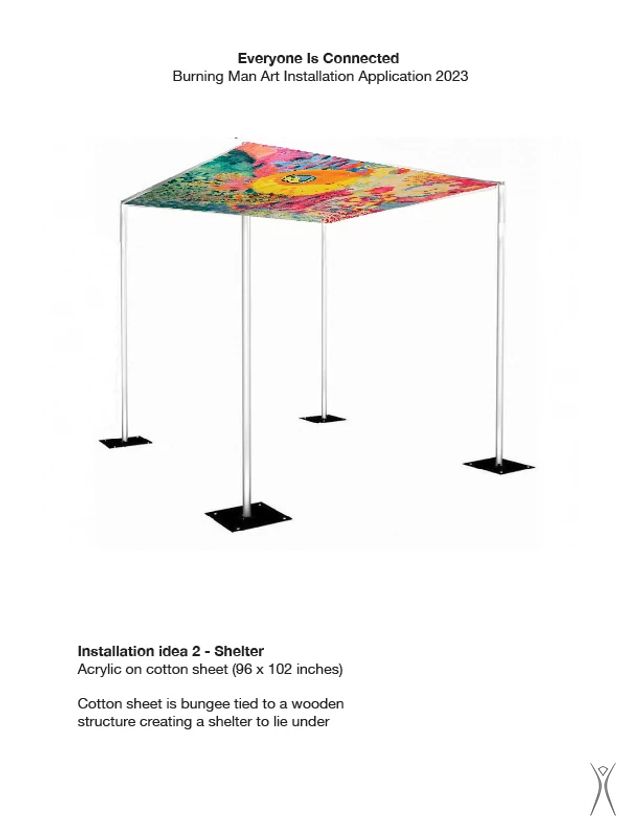 Everyone Is Connected
Burning Man Art Installation Application 2023
Installation idea 2 - Shelter
Acrylic on cotton sheet (96 x 102 inches)
Cotton sheet is bungee tied to a wooden
structure creating a shelter to lie under